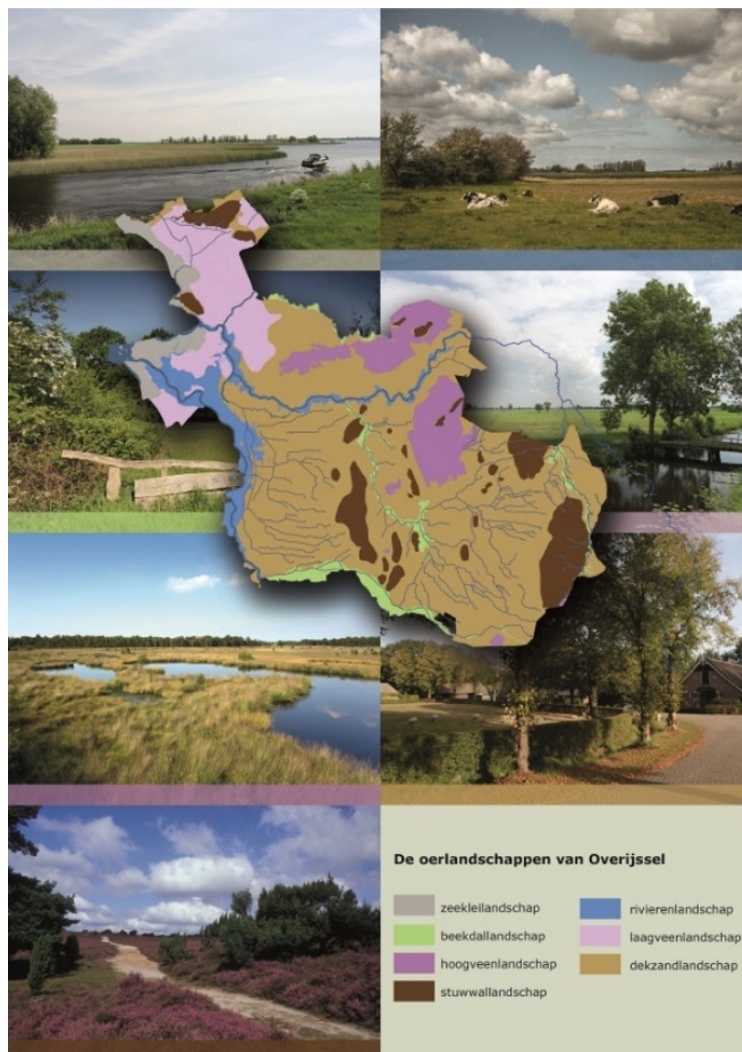 De oerlandschappen van Overijssel
zeekleilandschap
beekdallandschap
hoogveenlandschap
stuwwallandschap
rivierenlandschap
laagveenlandschap
dekzandlandschap